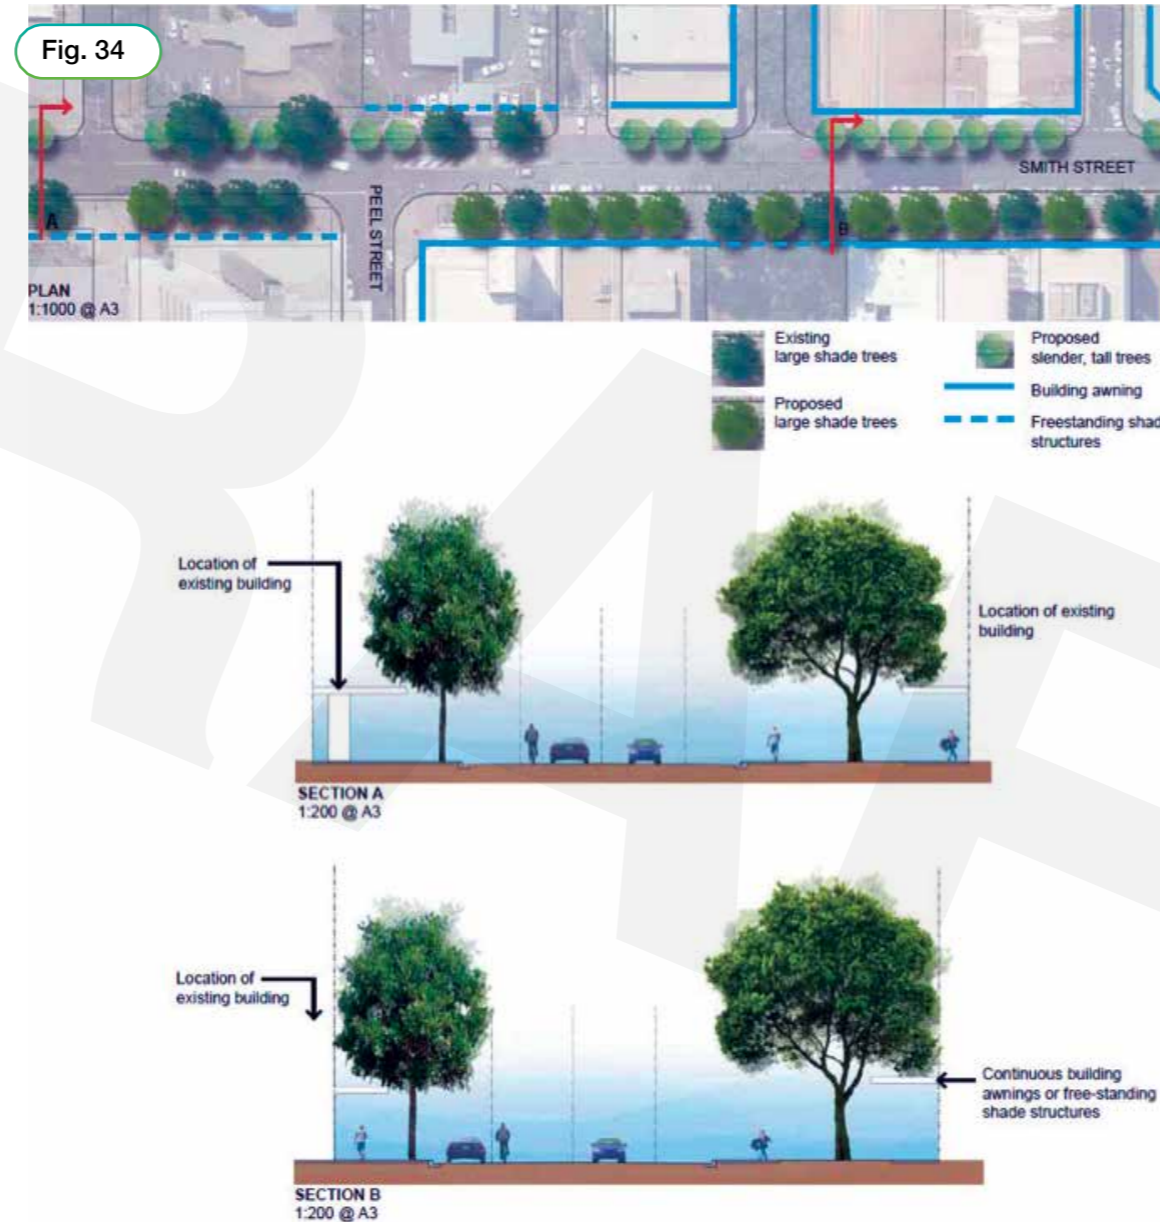 Fig. 34
SMITH STREET
PEEL STREET
A
B
PLAN
1:1000 @ A3
Existing
large shade trees
Proposed
large shade trees
Proposed
slender, tall trees
Building awning
Freestanding shad
structures
Location of
existing building
Location of existing
building
SECTION A
1:200 @ A3
Location of
existing building
Continuous building
awnings or free-standing
shade structures
SECTION B
1:200 @ A3